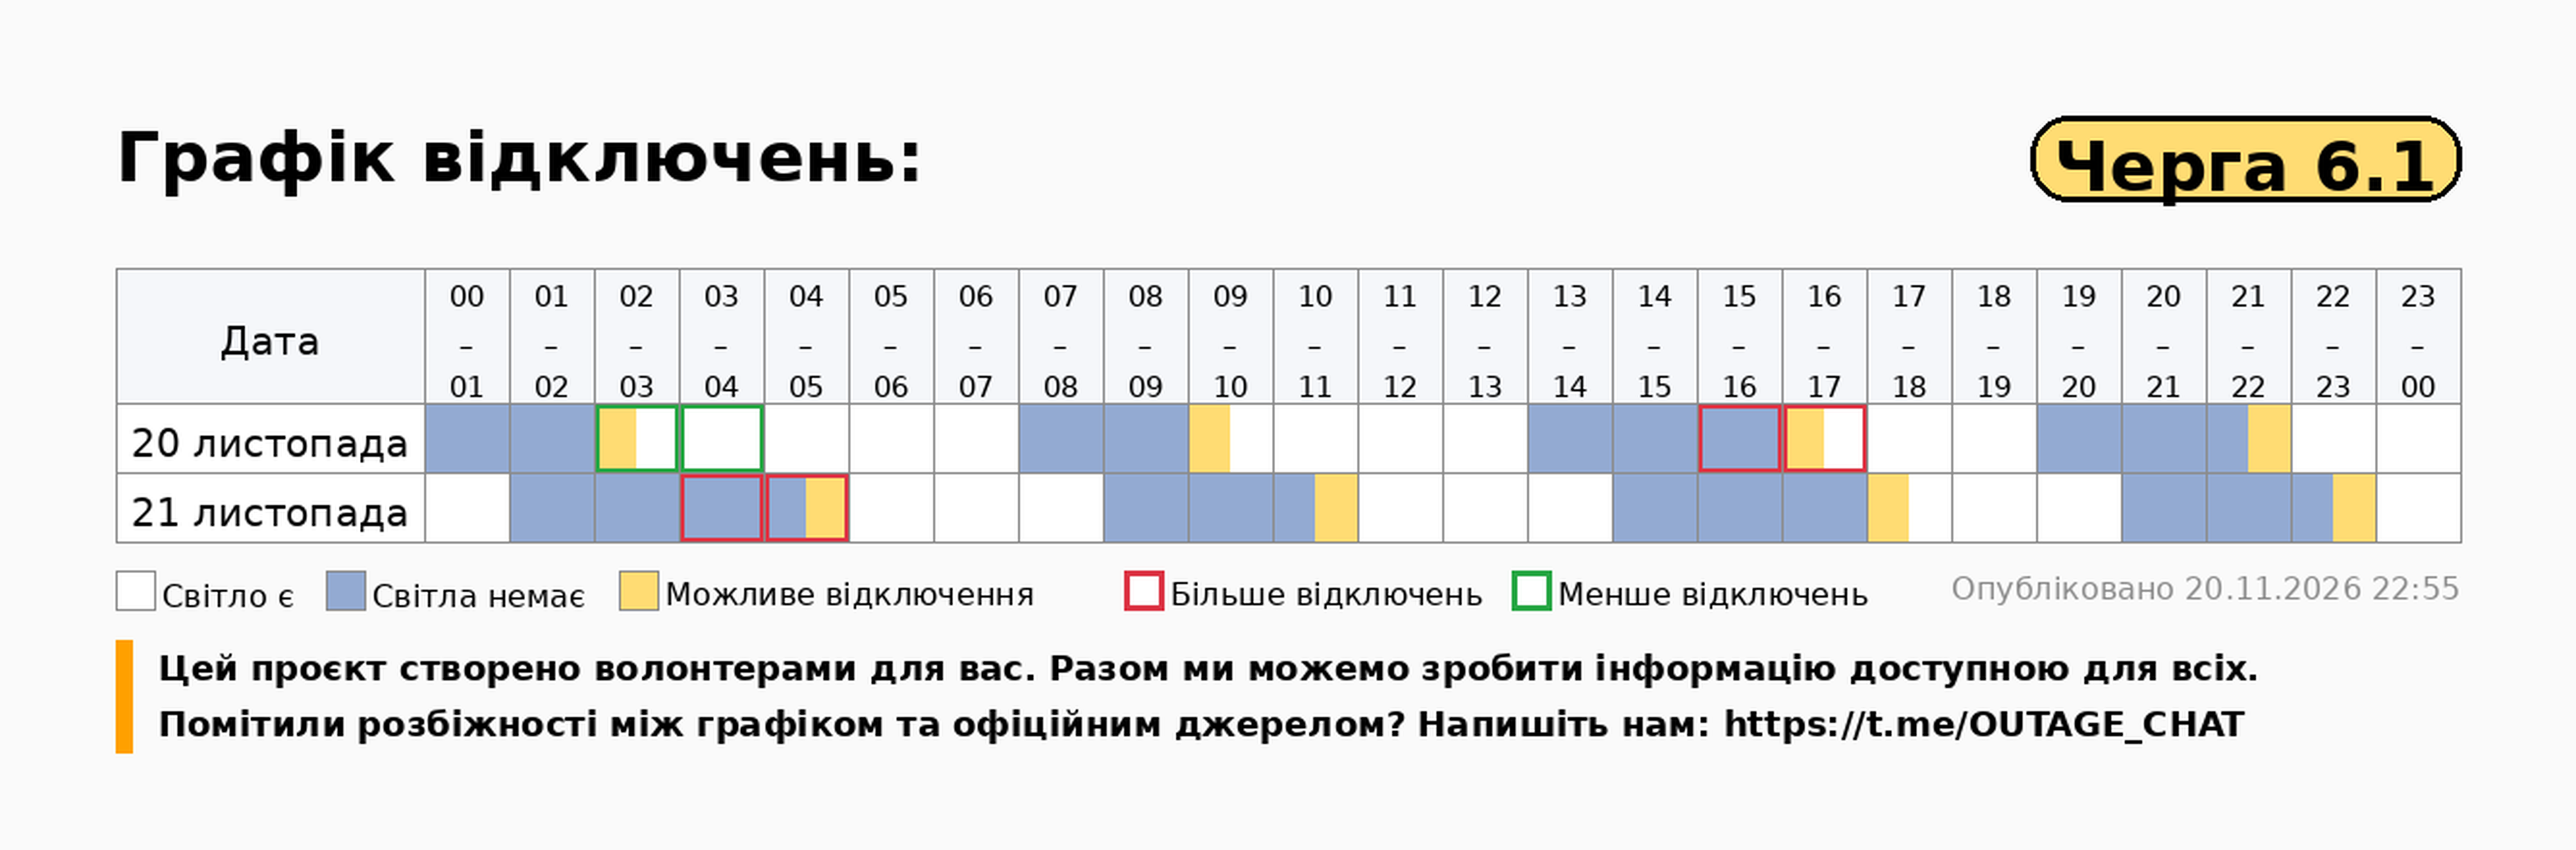 Графік відключень:
Черга 6.1
Дата
00 – 01
01 – 02
02 – 03
03 – 04
04 – 05
05 – 06
06 – 07
07 – 08
08 – 09
09 – 10
10 – 11
11 – 12
12 – 13
13 – 14
14 – 15
15 – 16
16 – 17
17 – 18
18 – 19
19 – 20
20 – 21
21 – 22
22 – 23
23 – 00
20 листопада
21 листопада
Світло є
Світла немає
Можливе відключення
Більше відключень
Менше відключень
Опубліковано 20.11.2026 22:55
Цей проєкт створено волонтерами для вас. Разом ми можемо зробити інформацію доступною для всіх.
Помітили розбіжності між графіком та офіційним джерелом? Напишіть нам: https://t.me/OUTAGE_CHAT